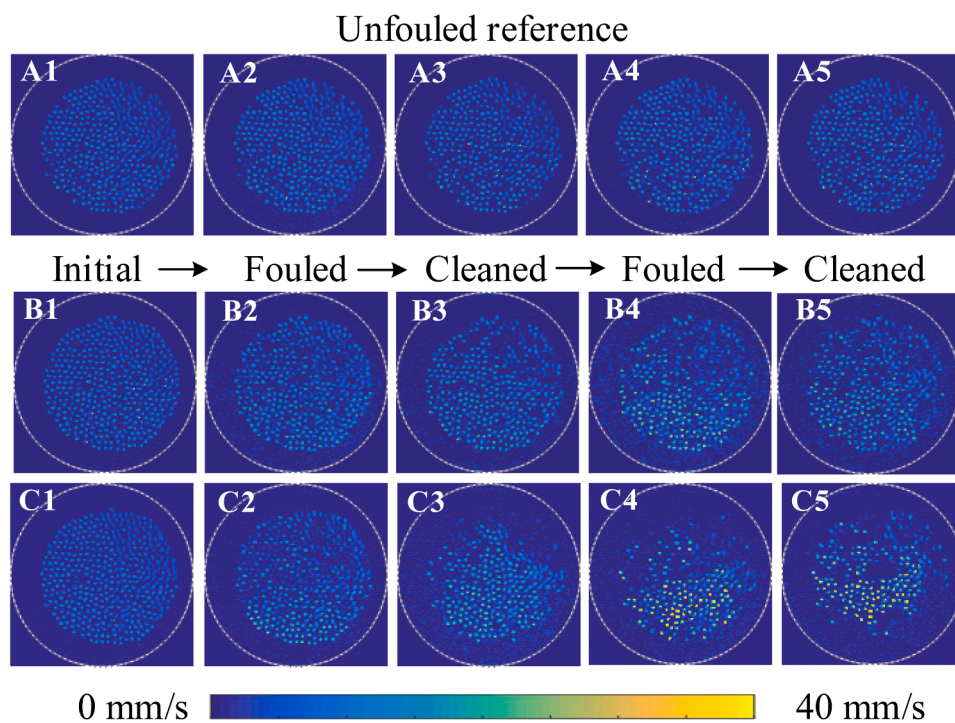 Unfouled reference
A1 A2 A3 A4 A5
Initial → Fouled → Cleaned → Fouled → Cleaned
B1 B2 B3 B4 B5
C1 C2 C3 C4 C5
0 mm/s 40 mm/s